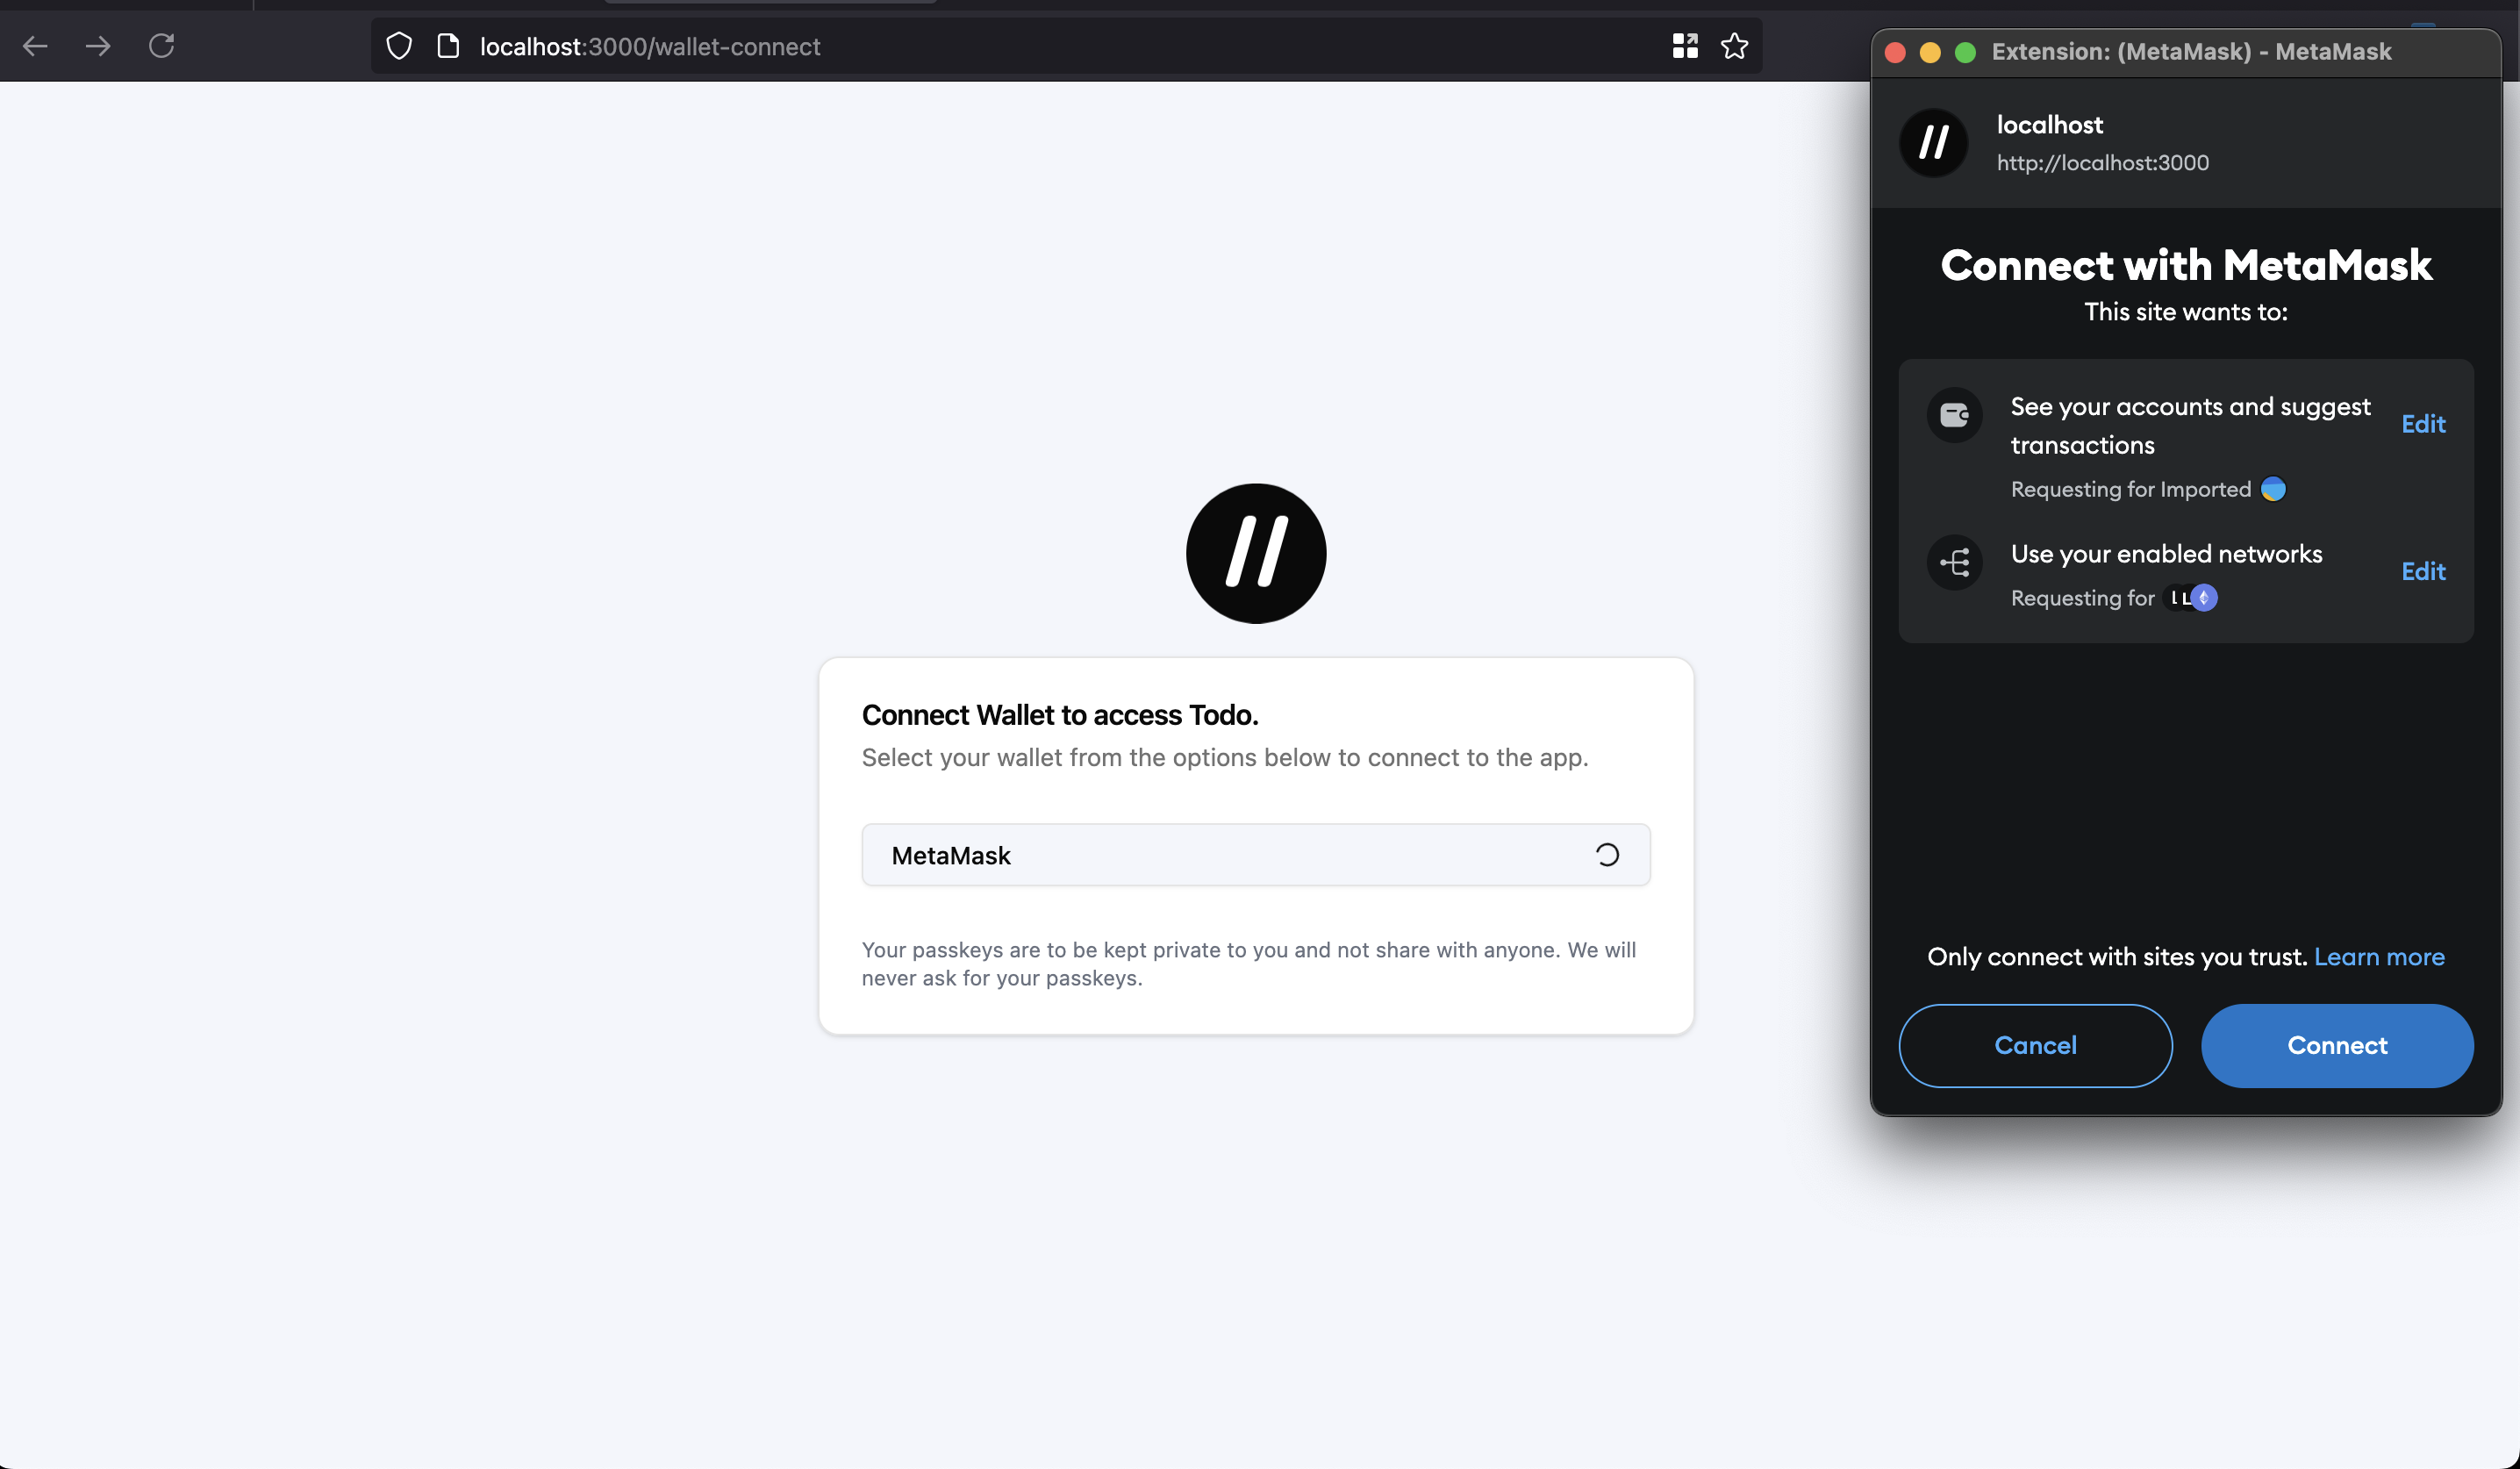 localhost:3000/wallet-connect
Extension: (MetaMask) - MetaMask
localhost
http://localhost:3000
Connect with MetaMask
This site wants to:
See your accounts and suggest
transactions
Edit
Requesting for Imported
Use your enabled networks
Edit
Requesting for
Only connect with sites you trust. Learn more
Cancel
Connect
Connect Wallet to access Todo.
Select your wallet from the options below to connect to the app.
MetaMask
Your passkeys are to be kept private to you and not share with anyone. We will
never ask for your passkeys.